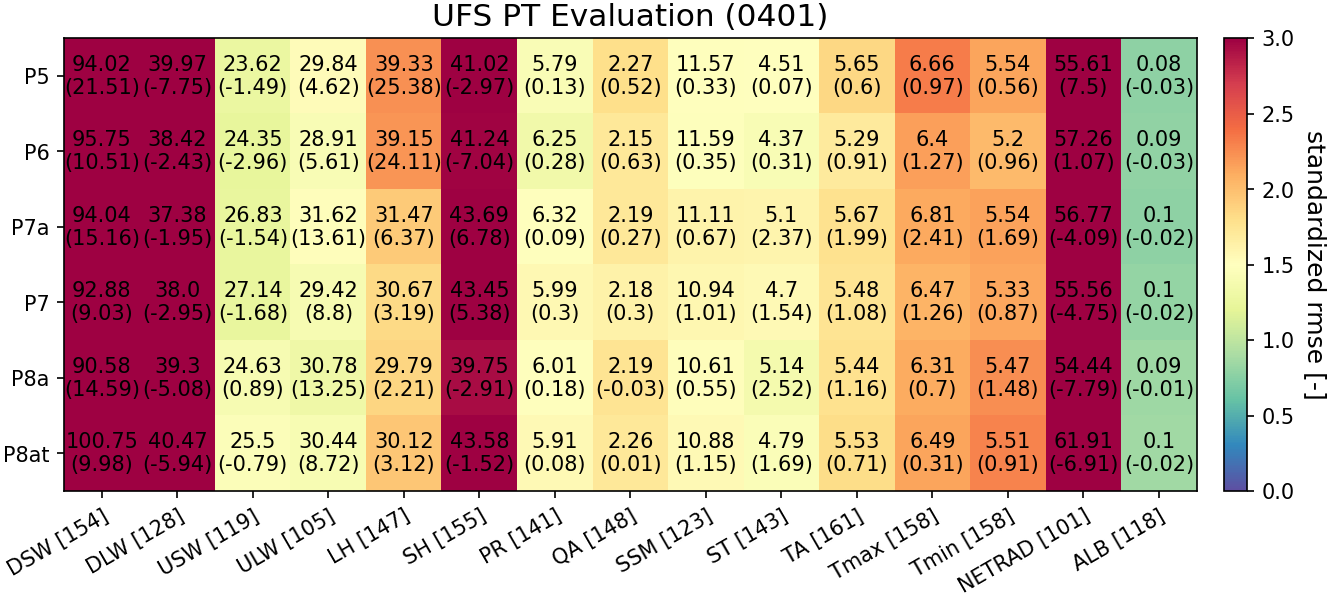 UFS PT Evaluation (0401)
P5 94.02 39.97 23.62 29.84 39.33 41.02 5.79 2.27 11.57 4.51 5.65 6.66 5.54 55.61 0.08
(21.51) (-7.75) (-1.49) (4.62) (25.38) (-2.97) (0.13) (0.52) (0.33) (0.07) (0.6) (0.97) (0.56) (7.5) (-0.03)
P6 95.75 38.42 24.35 28.91 39.15 41.24 6.25 2.15 11.59 4.37 5.29 6.4 5.2 57.26 0.09
(10.51) (-2.43) (-2.96) (5.61) (24.11) (-7.04) (0.28) (0.63) (0.35) (0.31) (0.91) (1.27) (0.96) (1.07) (-0.03)
P7a 94.04 37.38 26.83 31.62 31.47 43.69 6.32 2.19 11.11 5.1 5.67 6.81 5.54 56.77 0.1
(15.16) (-1.95) (-1.54) (13.61) (6.37) (6.78) (0.09) (0.27) (0.67) (2.37) (1.99) (2.41) (1.69) (-4.09) (-0.02)
P7 92.88 38.0 27.14 29.42 30.67 43.45 5.99 2.18 10.94 4.7 5.48 6.47 5.33 55.56 0.1
(9.03) (-2.95) (-1.68) (8.8) (3.19) (5.38) (0.3) (0.3) (1.01) (1.54) (1.08) (1.26) (0.87) (-4.75) (-0.02)
P8a 90.58 39.3 24.63 30.78 29.79 39.75 6.01 2.19 10.61 5.14 5.44 6.31 5.47 54.44 0.09
(14.59) (-5.08) (0.89) (13.25) (2.21) (-2.91) (0.18) (-0.03) (0.55) (2.52) (1.16) (0.7) (1.48) (-7.79) (-0.01)
P8at 100.75 40.47 25.5 30.44 30.12 43.58 5.91 2.26 10.88 4.79 5.53 6.49 5.51 61.91 0.1
(9.98) (-5.94) (-0.79) (8.72) (3.12) (-1.52) (0.08) (0.01) (1.15) (1.69) (0.71) (0.31) (0.91) (-6.91) (-0.02)
DSW [154] DLW [128] USW [119] ULW [105] LH [147] SH [155] PR [141] QA [148] SSM [123] ST [143] TA [161] Tmax [158] Tmin [158] NETRAD [101] ALB [118]
3.0
2.5
2.0
1.5
1.0
0.5
0.0
standardized rmse [-]